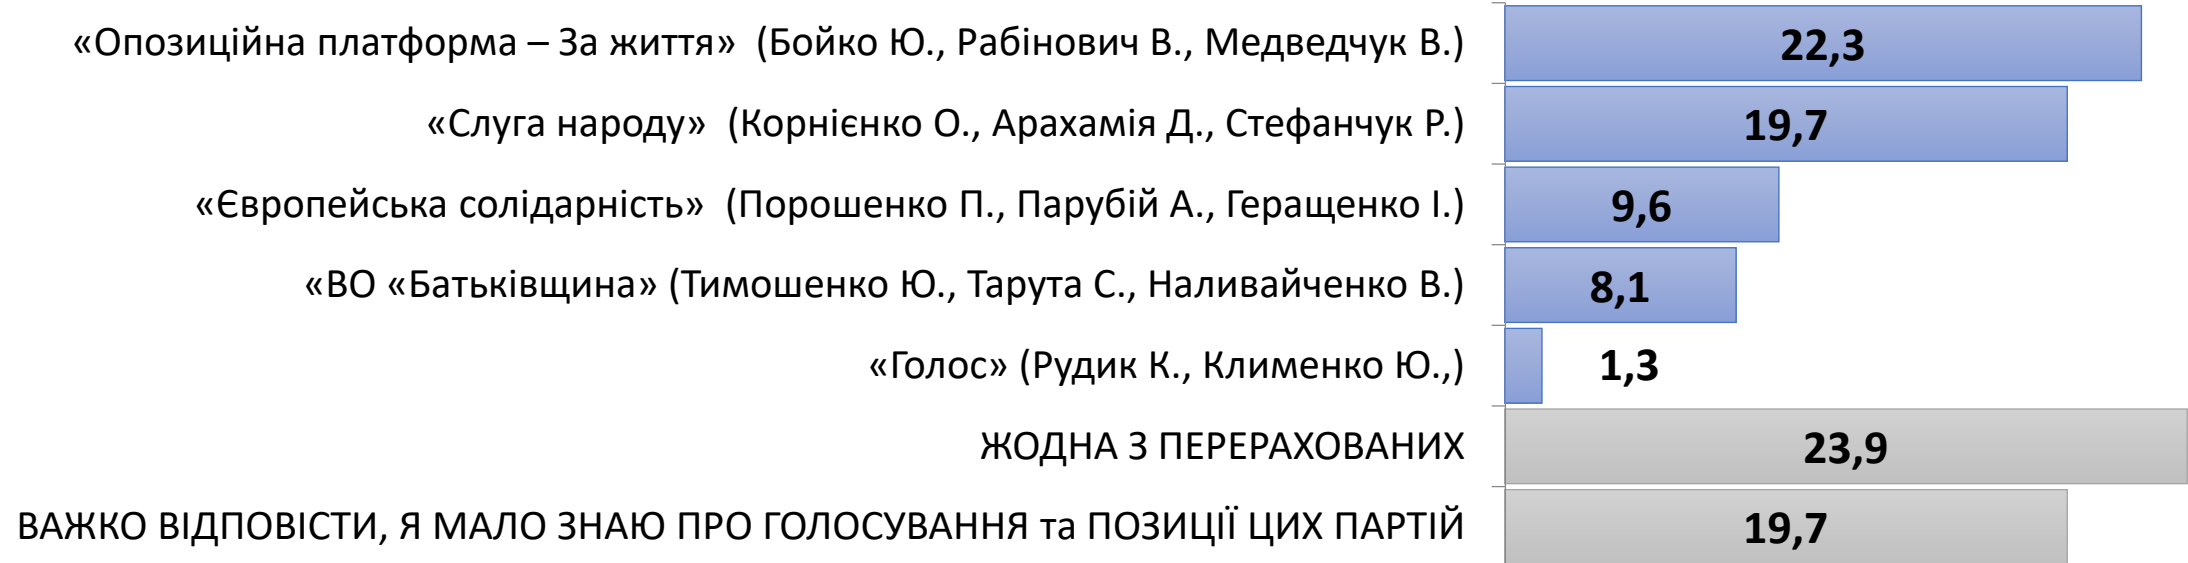 «Опозиційна платформа – За життя» (Бойко Ю., Рабінович В., Медведчук В.) 22,3
«Слуга народу» (Корнієнко О., Арахамія Д., Стефанчук Р.) 19,7
«Європейська солідарність» (Порошенко П., Парубій А., Геращенко І.) 9,6
«ВО «Батьківщина» (Тимошенко Ю., Тарута С., Наливайченко В.) 8,1
«Голос» (Рудик К., Клименко Ю.,) 1,3
ЖОДНА З ПЕРЕРАХОВАНИХ 23,9
ВАЖКО ВІДПОВІСТИ, Я МАЛО ЗНАЮ ПРО ГОЛОСУВАННЯ та ПОЗИЦІЇ ЦИХ ПАРТІЙ 19,7